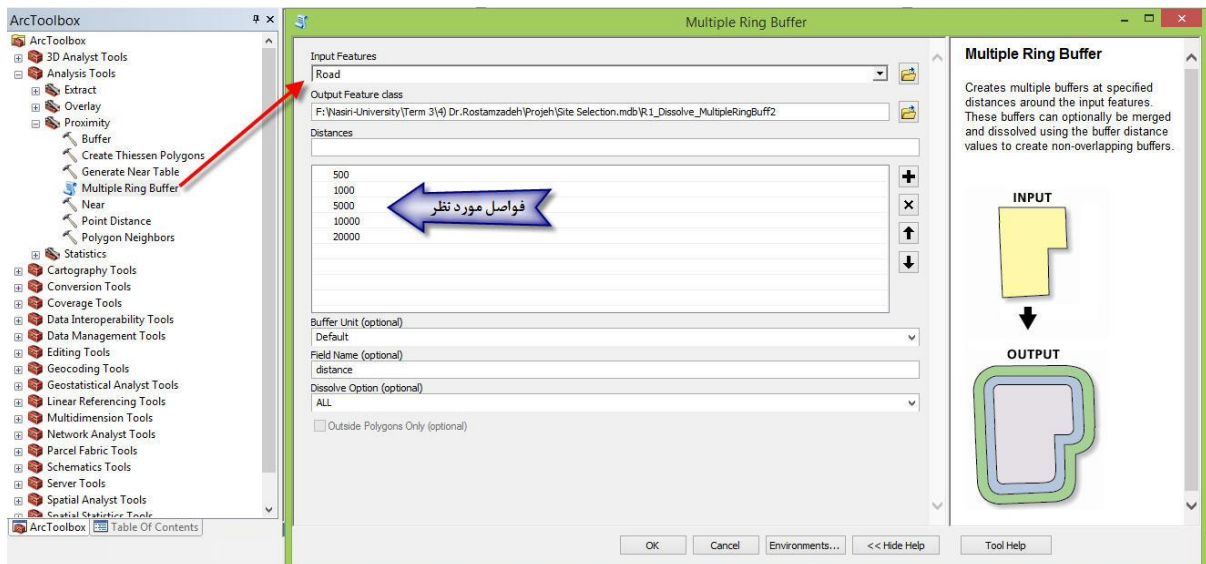 ArcToolbox
ArcToolbox
3D Analyst Tools
Analysis Tools
Extract
Overlay
Proximity
Buffer
Create Thiessen Polygons
Generate Near Table
Multiple Ring Buffer
Near
Point Distance
Polygon Neighbors
Statistics
Cartography Tools
Conversion Tools
Coverage Tools
Data Interoperability Tools
Data Management Tools
Editing Tools
Geocoding Tools
Geostatistical Analyst Tools
Linear Referencing Tools
Multidimension Tools
Network Analyst Tools
Parcel Fabric Tools
Schematics Tools
Server Tools
Spatial Analyst Tools
Spatial Statistics Tools
ArcToolbox
Table Of Contents
Multiple Ring Buffer
Input Features
Road
Output Feature class
F:\Nasiri-University\Term 3\4) Dr.Rostamzadeh\Projeh\Site Selection.mdb\R1_Dissolve_MultipleRingBuff2
Distances
500
1000
5000
10000
20000
فواصل مورد نظر
Buffer Unit (optional)
Default
Field Name (optional)
distance
Dissolve Option (optional)
ALL
Outside Polygons Only (optional)
OK
Cancel
Environments...
<< Hide Help
Tool Help
Multiple Ring Buffer
Creates multiple buffers at specified
distances around the input features.
These buffers can optionally be merged
and dissolved using the buffer distance
values to create non-overlapping buffers.
INPUT
OUTPUT